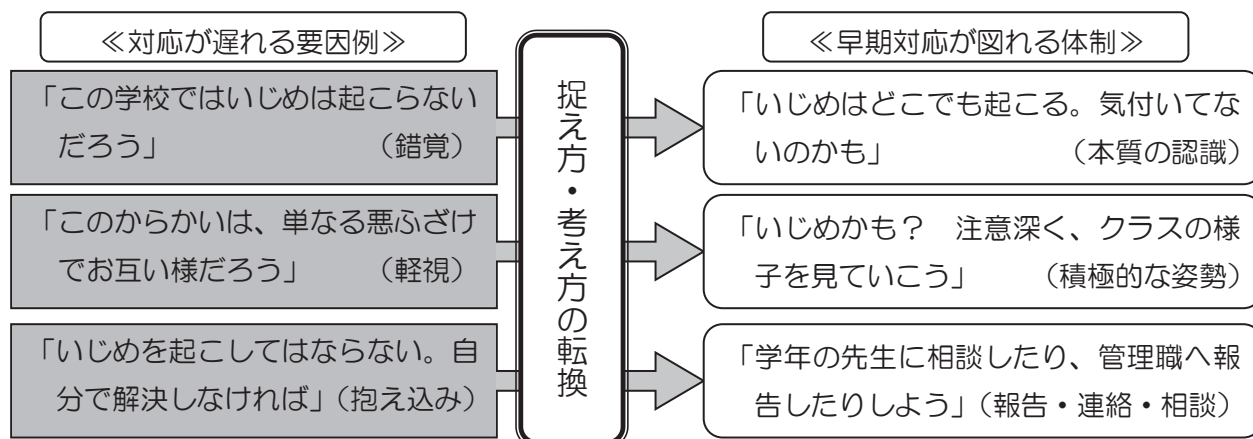 ≪対応が遅れる要因例≫
「この学校ではいじめは起こらない
だろう」 (錯覚)
「このからかいは、単なる悪ふざけ
でお互い様だろう」 (軽視)
「いじめを起こしてはならない。自
分で解決しなければ」(抱え込み)
捉え方・考え方の転換
≪早期対応が図れる体制≫
「いじめはどこでも起こる。気付いてな
いのかも」 (本質の認識)
「いじめかも？　注意深く、クラスの様
子を見ていこう」 (積極的な姿勢)
「学年の先生に相談したり、管理職へ報
告したりしよう」(報告・連絡・相談)